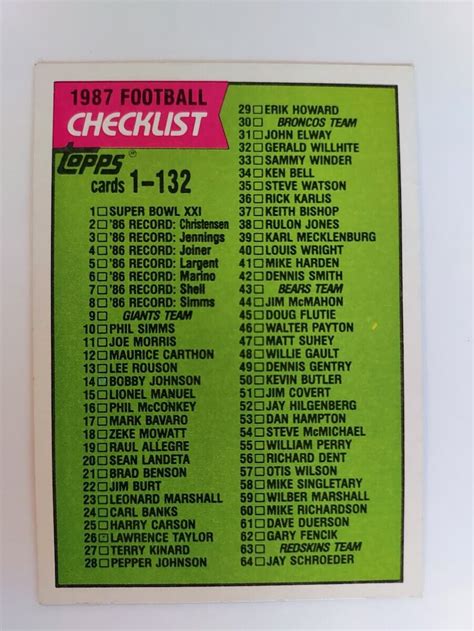 1987 FOOTBALL
CHECKLIST
TOPPS
cards 1-132
1 SUPER BOWL XXI
2 '86 RECORD: Christensen
3 '86 RECORD: Jennings
4 '86 RECORD: Joiner
5 '86 RECORD: Largent
6 '86 RECORD: Marino
7 '86 RECORD: Shell
8 '86 RECORD: Simms
9 GIANTS TEAM
10 PHIL SIMMS
11 JOE MORRIS
12 MAURICE CARTHON
13 LEE ROUSON
14 BOBBY JOHNSON
15 LIONEL MANUEL
16 PHIL McCONKEY
17 MARK BAVARO
18 ZEKE MOWATT
19 RAUL ALLEGRE
20 SEAN LANDETA
21 BRAD BENSON
22 JIM BURT
23 LEONARD MARSHALL
24 CARL BANKS
25 HARRY CARSON
26 LAWRENCE TAYLOR
27 TERRY KINARD
28 PEPPER JOHNSON
29 ERIK HOWARD
30 BRONCOS TEAM
31 JOHN ELWAY
32 GERALD WILLHITE
33 SAMMY WINDER
34 KEN BELL
35 STEVE WATSON
36 RICK KARLIS
37 KEITH BISHOP
38 RULON JONES
39 KARL MECKLENBURG
40 LOUIS WRIGHT
41 MIKE HARDEN
42 DENNIS SMITH
43 BEARS TEAM
44 JIM McMAHON
45 DOUG FLUTIE
46 WALTER PAYTON
47 MATT SUHEY
48 WILLIE GAULT
49 DENNIS GENTRY
50 KEVIN BUTLER
51 JIM COVERT
52 JAY HILGENBERG
53 DAN HAMPTON
54 STEVE McMICHAEL
55 WILLIAM PERRY
56 RICHARD DENT
57 OTIS WILSON
58 MIKE SINGLETARY
59 WILBER MARSHALL
60 MIKE RICHARDSON
61 DAVE DUERSON
62 GARY FENCIK
63 REDSKINS TEAM
64 JAY SCHROEDER